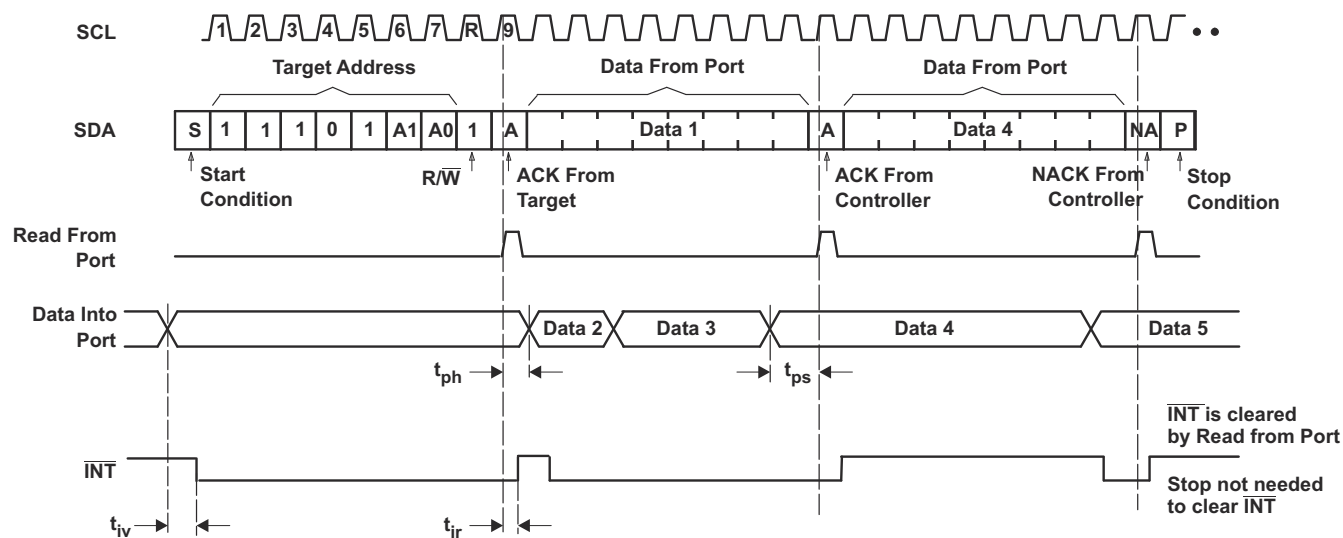 SCL 1 2 3 4 5 6 7 R 9
Target Address Data From Port Data From Port
SDA S 1 1 1 0 1 A1 A0 1 A Data 1 A Data 4 NA P
Start Condition
R/W̅
ACK From Target
ACK From Controller
NACK From Controller
Stop Condition
Read From Port
Data Into Port
Data 2 Data 3 Data 4 Data 5
tph tps
I̅N̅T̅ is cleared by Read from Port
I̅N̅T̅
Stop not needed to clear I̅N̅T̅
tiv tir